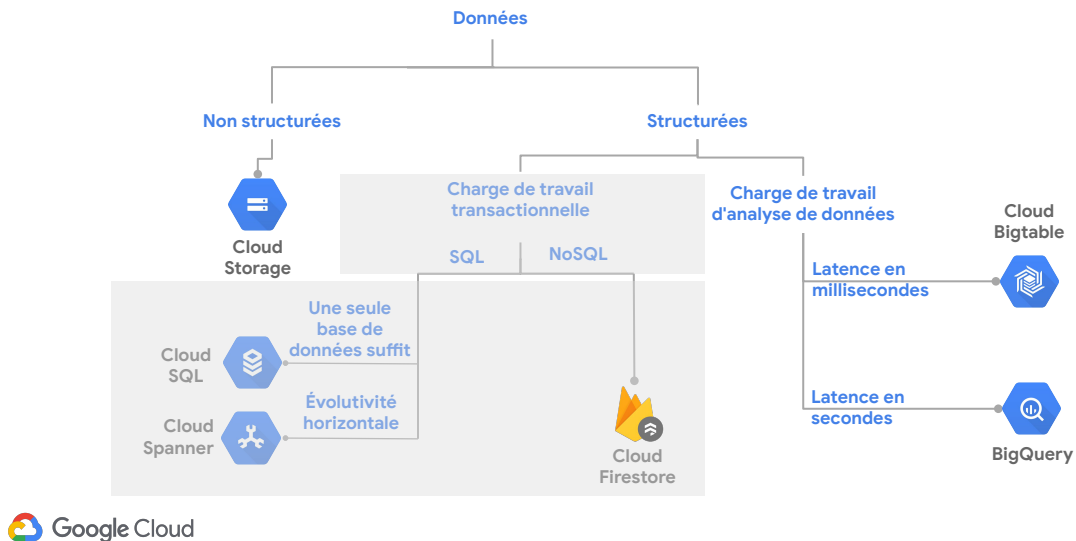 Données
Non structurées
Structurées
Cloud
Storage
Charge de travail
transactionnelle
SQL
NoSQL
Une seule
base de
données suffit
Cloud
SQL
Évolutivité
horizontale
Cloud
Spanner
Cloud
Firestore
Charge de travail
d'analyse de données
Latence en
millisecondes
Cloud
Bigtable
Latence en
secondes
BigQuery
Google Cloud